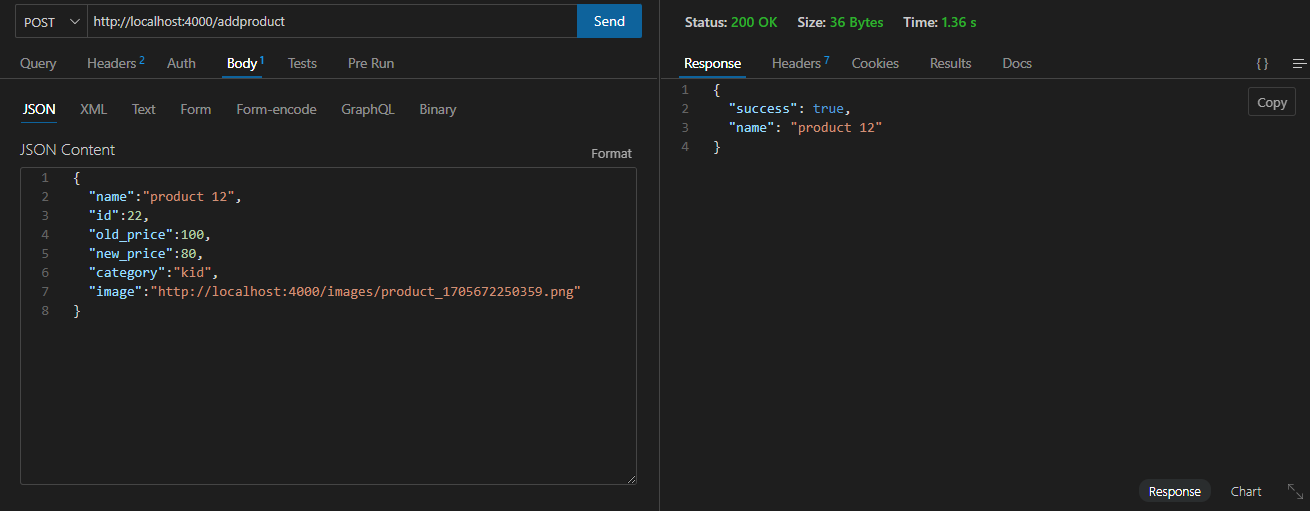 POST http://localhost:4000/addproduct Send
Query Headers 2 Auth Body 1 Tests Pre Run
JSON XML Text Form Form-encode GraphQL Binary
JSON Content
Format
1 {
2 "name":"product 12",
3 "id":22,
4 "old_price":100,
5 "new_price":80,
6 "category":"kid",
7 "image":"http://localhost:4000/images/product_1705672250359.png"
8 }
Status: 200 OK Size: 36 Bytes Time: 1.36 s
Response Headers 7 Cookies Results Docs { }
Copy
1 {
2 "success": true,
3 "name": "product 12"
4 }
Response Chart